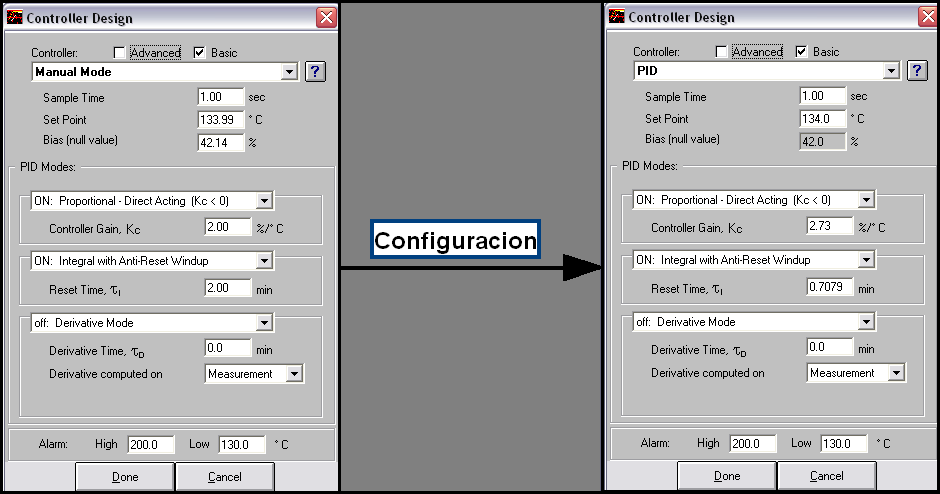 Controller Design
Controller: Advanced Basic
Manual Mode ?
Sample Time 1.00 sec
Set Point 133.99 ° C
Bias (null value) 42.14 %
PID Modes:
ON: Proportional - Direct Acting (Kc < 0)
Controller Gain, Kc 2.00 %/° C
ON: Integral with Anti-Reset Windup
Reset Time, τI 2.00 min
off: Derivative Mode
Derivative Time, τD 0.0 min
Derivative computed on Measurement
Alarm: High 200.0 Low 130.0 ° C
Done Cancel
Configuracion
Controller Design
Controller: Advanced Basic
PID ?
Sample Time 1.00 sec
Set Point 134.0 ° C
Bias (null value) 42.0 %
PID Modes:
ON: Proportional - Direct Acting (Kc < 0)
Controller Gain, Kc 2.73 %/° C
ON: Integral with Anti-Reset Windup
Reset Time, τI 0.7079 min
off: Derivative Mode
Derivative Time, τD 0.0 min
Derivative computed on Measurement
Alarm: High 200.0 Low 130.0 ° C
Done Cancel